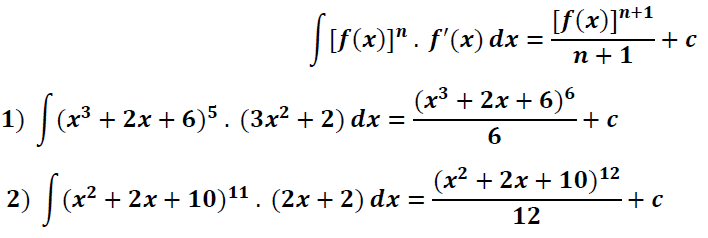 ∫ [f(x)]ⁿ . f′(x) dx = [f(x)]ⁿ⁺¹ / n + 1 + c
1) ∫ (x³ + 2x + 6)⁵ . (3x² + 2) dx = (x³ + 2x + 6)⁶ / 6 + c
2) ∫ (x² + 2x + 10)¹¹ . (2x + 2) dx = (x² + 2x + 10)¹² / 12 + c